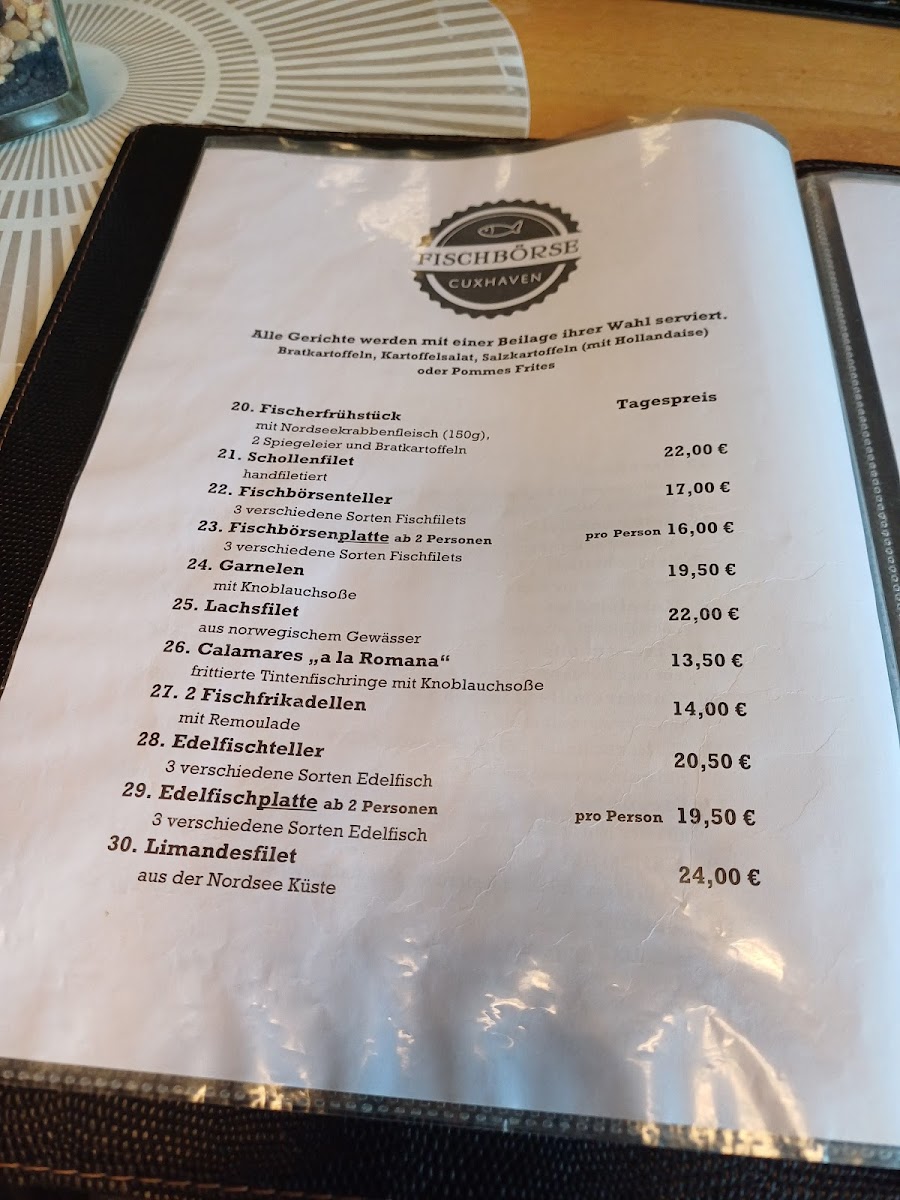 FISCHBÖRSE
CUXHAVEN
Alle Gerichte werden mit einer Beilage ihrer Wahl serviert.
Bratkartoffeln, Kartoffelsalat, Salzkartoffeln (mit Hollandaise)
oder Pommes Frites
20. Fischerfrühstück Tagespreis
mit Nordseekrabbenfleisch (150g),
2 Spiegeleier und Bratkartoffeln
21. Schollenfilet 22,00 €
handfiletiert
22. Fischbörsenteller 17,00 €
3 verschiedene Sorten Fischfilets
23. Fischbörsenplatte ab 2 Personen pro Person 16,00 €
3 verschiedene Sorten Fischfilets
24. Garnelen 19,50 €
mit Knoblauchsoße
25. Lachsfilet 22,00 €
aus norwegischem Gewässer
26. Calamares „a la Romana“ 13,50 €
frittierte Tintenfischringe mit Knoblauchsoße
27. 2 Fischfrikadellen 14,00 €
mit Remoulade
28. Edelfischteller 20,50 €
3 verschiedene Sorten Edelfisch
29. Edelfischplatte ab 2 Personen pro Person 19,50 €
3 verschiedene Sorten Edelfisch
30. Limandesfilet 24,00 €
aus der Nordsee Küste